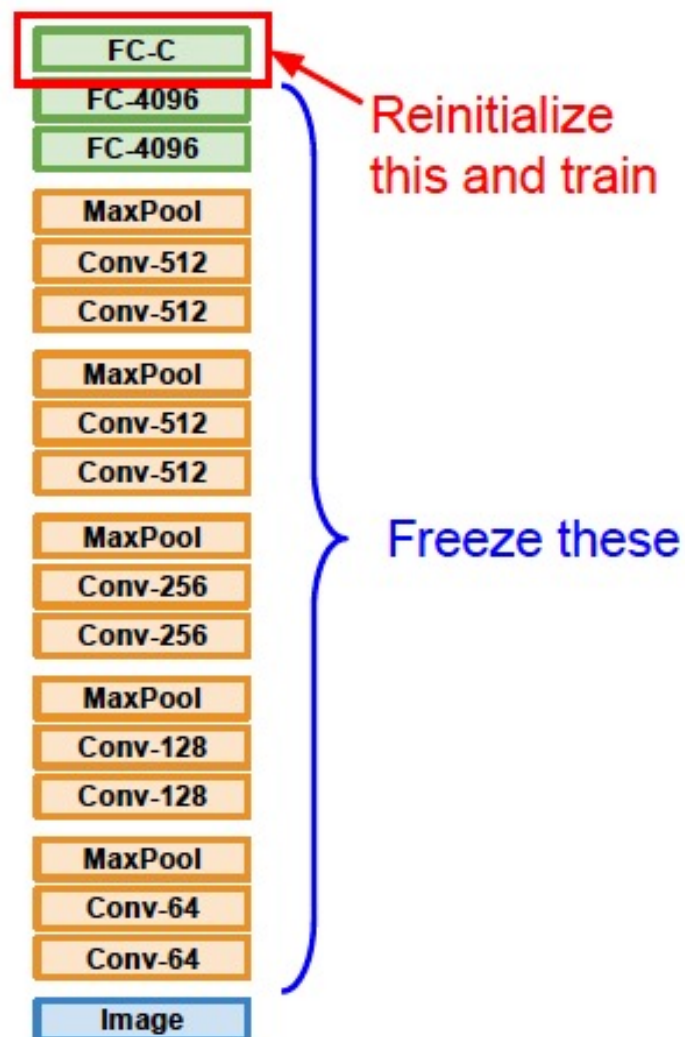 FC-C
FC-4096
FC-4096
MaxPool
Conv-512
Conv-512
MaxPool
Conv-512
Conv-512
MaxPool
Conv-256
Conv-256
MaxPool
Conv-128
Conv-128
MaxPool
Conv-64
Conv-64
Image
Reinitialize
this and train
Freeze these